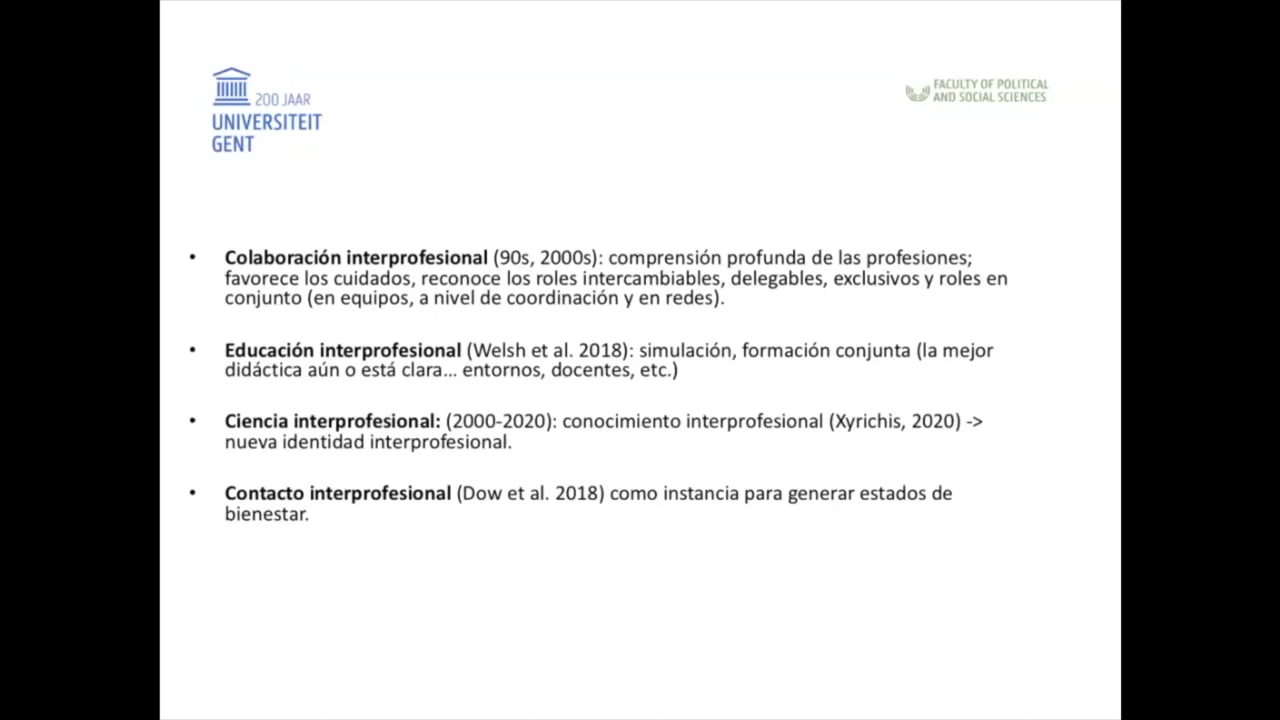 200 JAAR
UNIVERSITEIT
GENT
FACULTY OF POLITICAL
AND SOCIAL SCIENCES
• Colaboración interprofesional (90s, 2000s): comprensión profunda de las profesiones;
favorece los cuidados, reconoce los roles intercambiables, delegables, exclusivos y roles en
conjunto (en equipos, a nivel de coordinación y en redes).
• Educación interprofesional (Welsh et al. 2018): simulación, formación conjunta (la mejor
didáctica aún o está clara... entornos, docentes, etc.)
• Ciencia interprofesional: (2000-2020): conocimiento interprofesional (Xyrichis, 2020) ->
nueva identidad interprofesional.
• Contacto interprofesional (Dow et al. 2018) como instancia para generar estados de
bienestar.